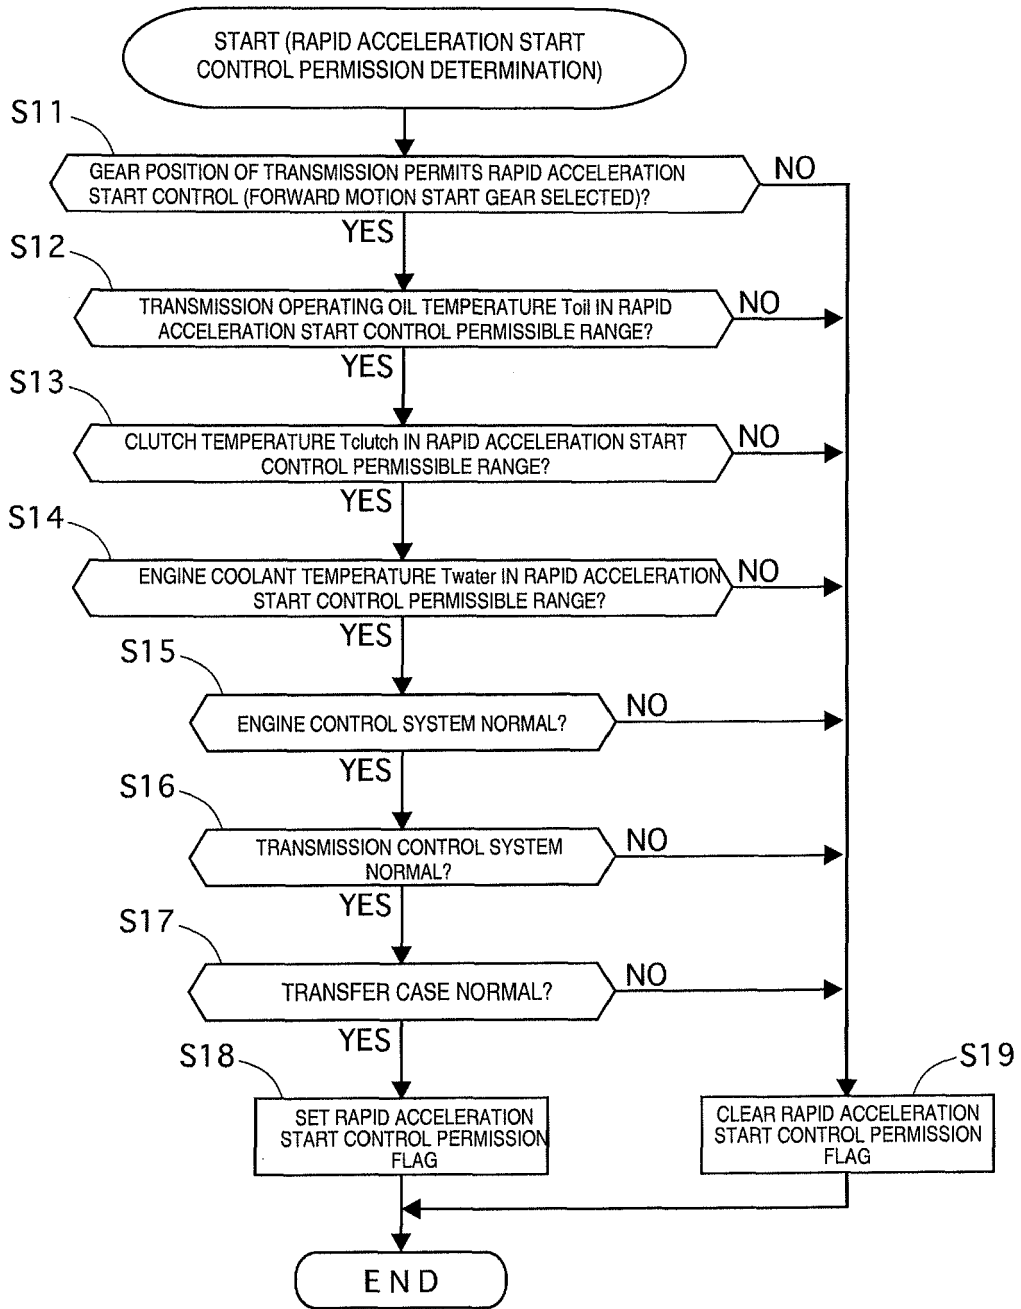 START (RAPID ACCELERATION START
CONTROL PERMISSION DETERMINATION)
S11
GEAR POSITION OF TRANSMISSION PERMITS RAPID ACCELERATION
START CONTROL (FORWARD MOTION START GEAR SELECTED)?
NO
YES
S12
TRANSMISSION OPERATING OIL TEMPERATURE Toil IN RAPID
ACCELERATION START CONTROL PERMISSIBLE RANGE?
NO
YES
S13
CLUTCH TEMPERATURE Tclutch IN RAPID ACCELERATION START
CONTROL PERMISSIBLE RANGE?
NO
YES
S14
ENGINE COOLANT TEMPERATURE Twater IN RAPID ACCELERATION
START CONTROL PERMISSIBLE RANGE?
NO
YES
S15
ENGINE CONTROL SYSTEM NORMAL?
NO
YES
S16
TRANSMISSION CONTROL SYSTEM
NORMAL?
NO
YES
S17
TRANSFER CASE NORMAL?
NO
YES
S18
SET RAPID ACCELERATION
START CONTROL PERMISSION
FLAG
S19
CLEAR RAPID ACCELERATION
START CONTROL PERMISSION
FLAG
END